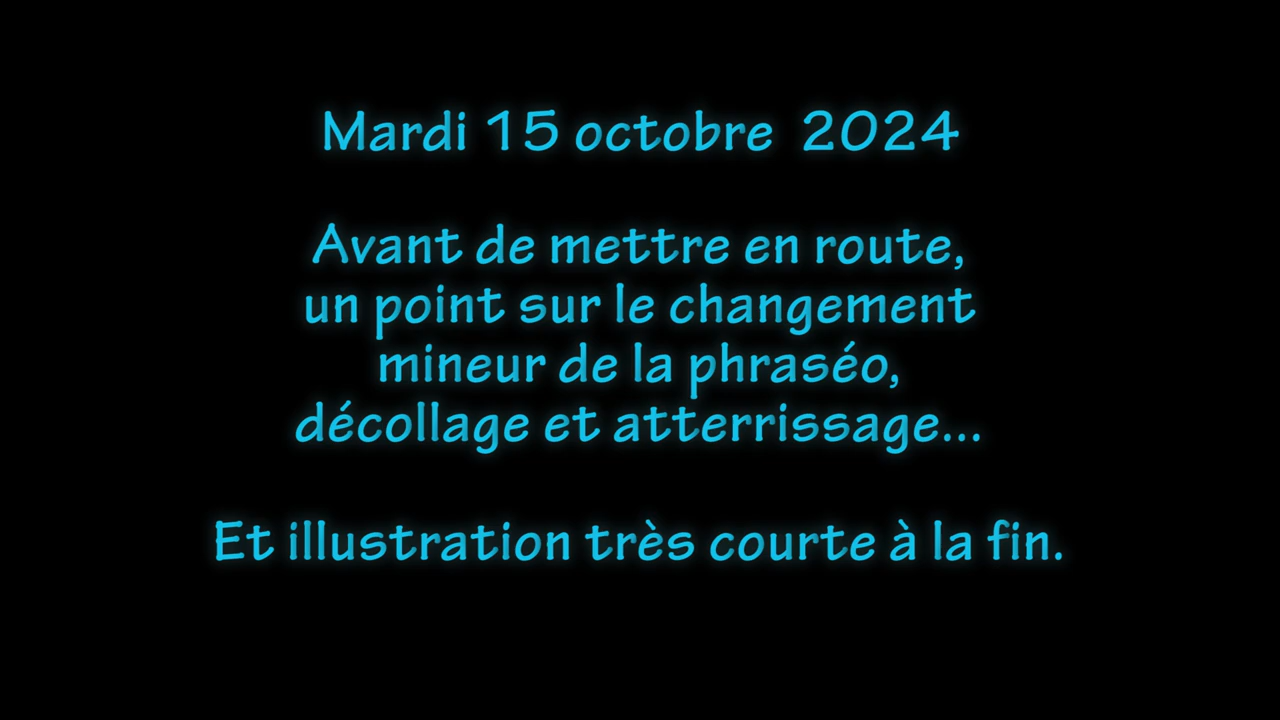 Mardi 15 octobre 2024
Avant de mettre en route,
un point sur le changement
mineur de la phraséo,
décollage et atterrissage...
Et illustration très courte à la fin.